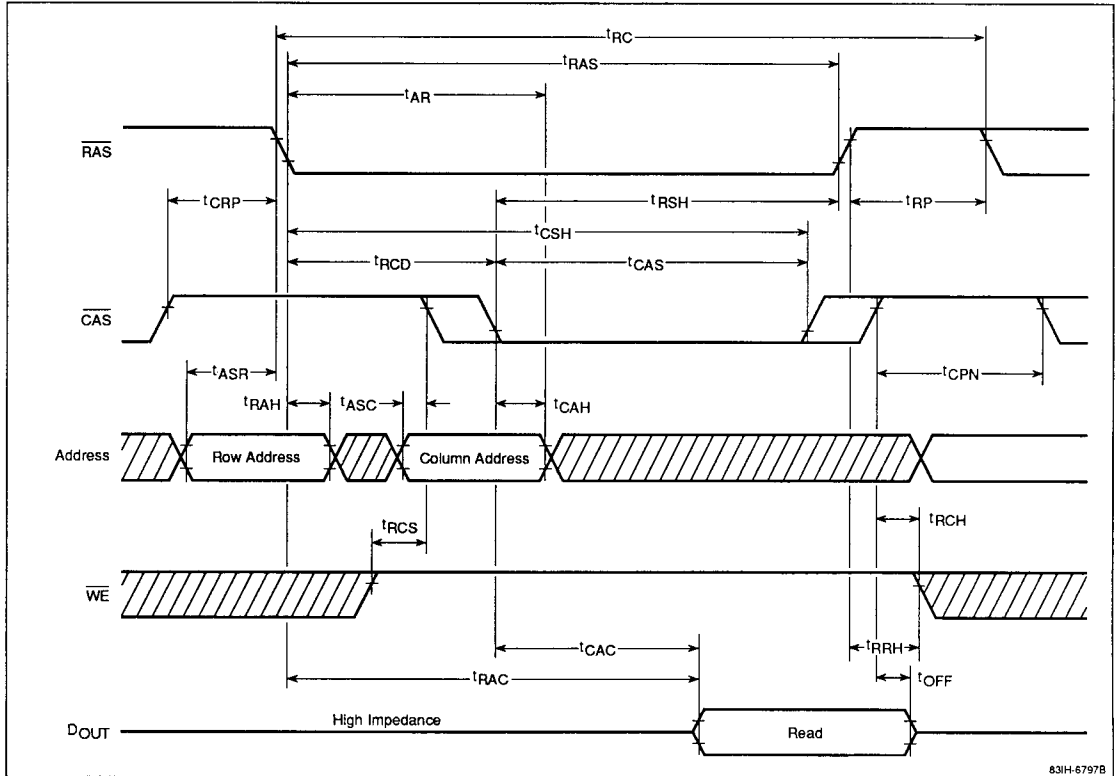 tRC
tRAS
tAR
RAS
tCRP
tRSH
tRP
tCSH
tRCD
tCAS
CAS
tASR
tCPN
tRAH
tASC
tCAH
Address
Row Address
Column Address
tRCS
tRCH
WE
tCAC
tRRH
tRAC
tOFF
High Impedance
DOUT
Read
83IH-6797B